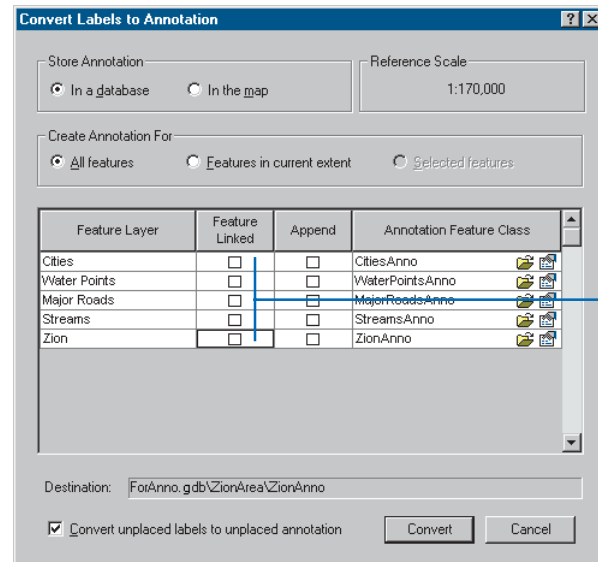 Convert Labels to Annotation
Store Annotation
In a database
In the map
Reference Scale
1:170,000
Create Annotation For
All features
Features in current extent
Selected features
Feature Layer
Feature Linked
Append
Annotation Feature Class
Cities
CitiesAnno
Water Points
WaterPointsAnno
Major Roads
MajorRoadsAnno
Streams
StreamsAnno
Zion
ZionAnno
Destination: ForAnno.gdb\ZionArea\ZionAnno
Convert unplaced labels to unplaced annotation
Convert
Cancel